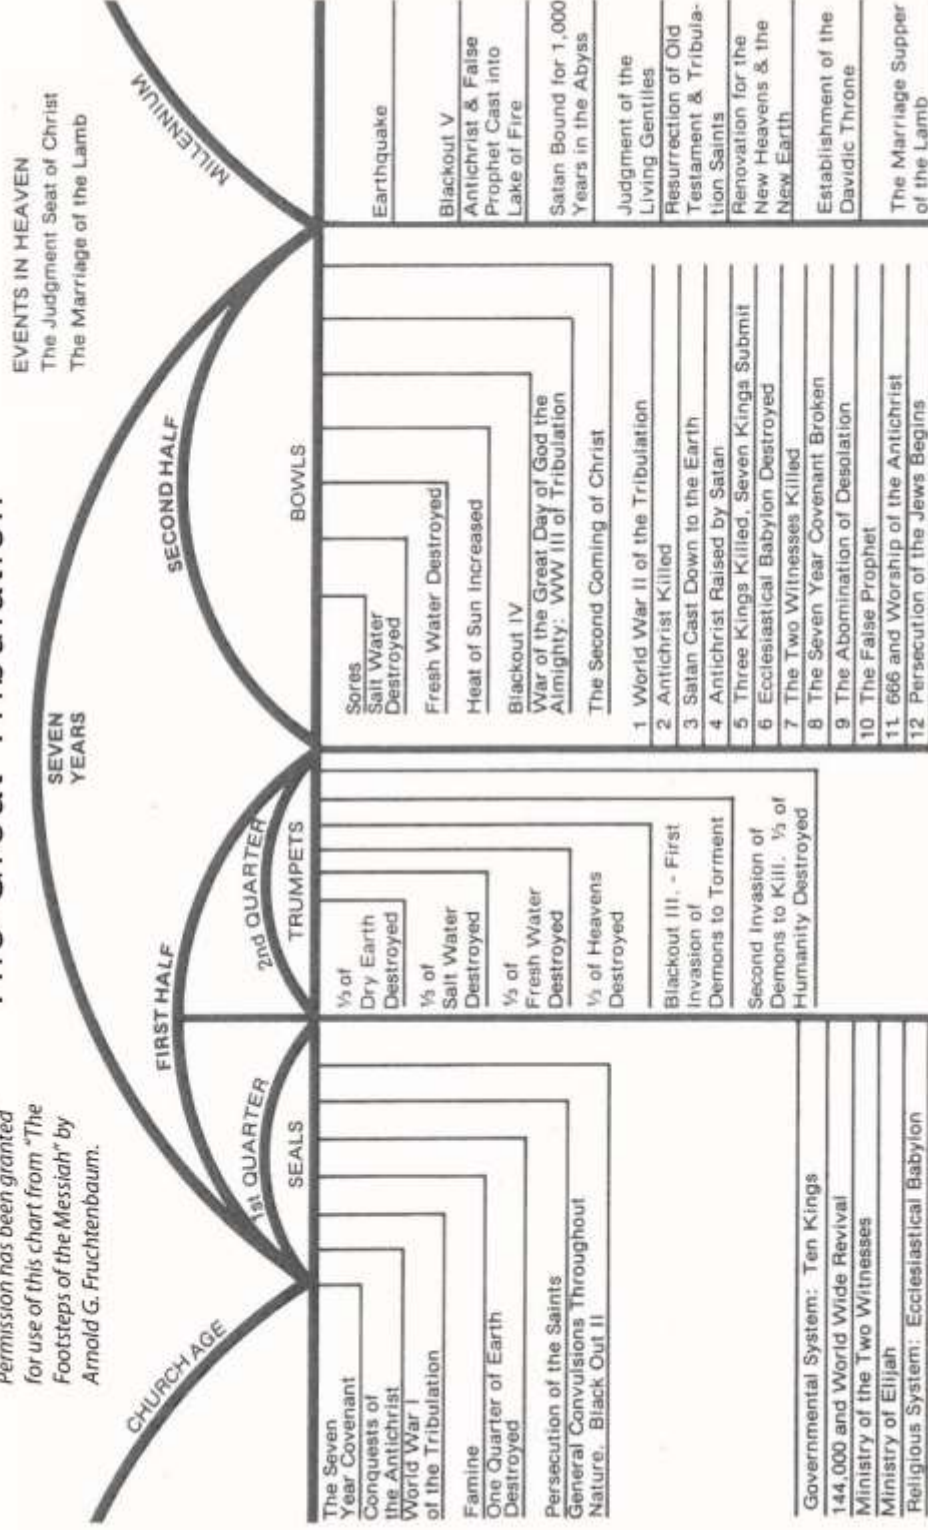 Permission has been granted
for use of this chart from "The
Footsteps of the Messiah" by
Arnold G. Fruchtenbaum.
EVENTS IN HEAVEN
The Judgment Seat of Christ
The Marriage of the Lamb
SEVEN
YEARS
CHURCH AGE
FIRST HALF
SECOND HALF
MILLENNIUM
1st QUARTER
2nd QUARTER
SEALS
TRUMPETS
BOWLS
The Seven
Year Covenant
Conquests of
the Antichrist
World War I
of the Tribulation
Famine
One Quarter of Earth
Destroyed
Persecution of the Saints
General Convulsions Throughout
Nature. Black Out II
Governmental System: Ten Kings
144,000 and World Wide Revival
Ministry of the Two Witnesses
Ministry of Elijah
Religious System: Ecclesiastical Babylon
⅓ of
Dry Earth
Destroyed
⅓ of
Salt Water
Destroyed
⅓ of
Fresh Water
Destroyed
⅓ of Heavens
Destroyed
Blackout III. - First
Invasion of
Demons to Torment
Second Invasion of
Demons to Kill. ⅓ of
Humanity Destroyed
Sores
Salt Water
Destroyed
Fresh Water Destroyed
Heat of Sun Increased
Blackout IV
War of the Great Day of God the
Almighty: WW III of Tribulation
The Second Coming of Christ
1 World War II of the Tribulation
2 Antichrist Killed
3 Satan Cast Down to the Earth
4 Antichrist Raised by Satan
5 Three Kings Killed, Seven Kings Submit
6 Ecclesiastical Babylon Destroyed
7 The Two Witnesses Killed
8 The Seven Year Covenant Broken
9 The Abomination of Desolation
10 The False Prophet
11. 666 and Worship of the Antichrist
12 Persecution of the Jews Begins
Earthquake
Blackout V
Antichrist & False
Prophet Cast into
Lake of Fire
Satan Bound for 1,000
Years in the Abyss
Judgment of the
Living Gentiles
Resurrection of Old
Testament & Tribula-
tion Saints
Renovation for the
New Heavens & the
New Earth
Establishment of the
Davidic Throne
The Marriage Supper
of the Lamb